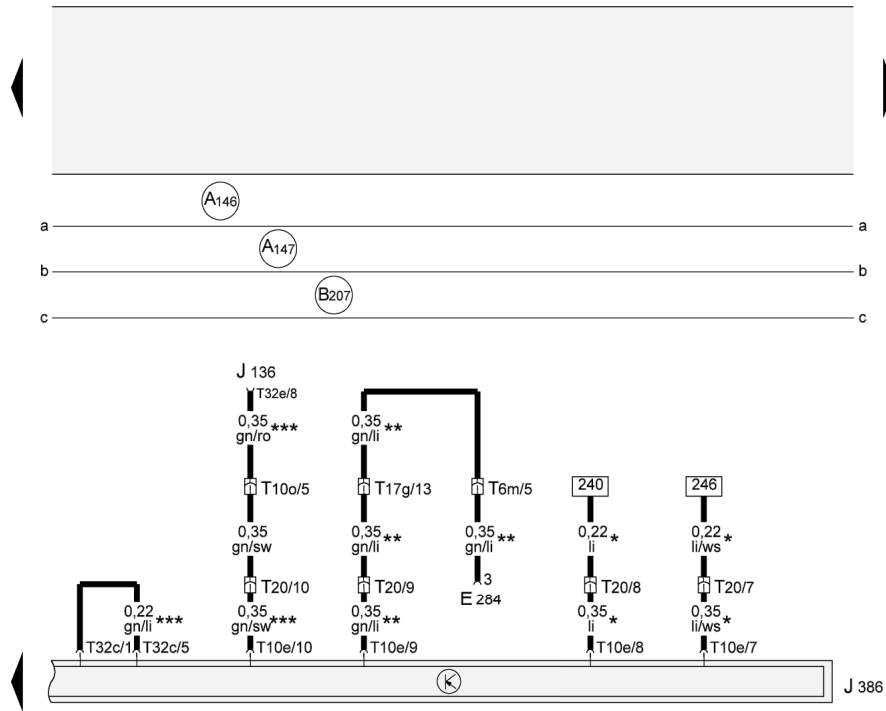 A146
a a
A147
b b
B207
c c
J 136
T32e/8
0,35 0,35
gn/ro *** gn/li **
T10o/5 T17g/13 T6m/5 240 246
0,35 0,35 0,35 0,22 0,22
gn/sw gn/li ** gn/li ** li * li/ws *
3
T20/10 T20/9 T20/8 T20/7
E 284
0,22 0,35 0,35 0,35 0,35
gn/li *** gn/sw *** gn/li ** li * li/ws *
T32c/1 T32c/5 T10e/10 T10e/9 T10e/8 T10e/7
J 386